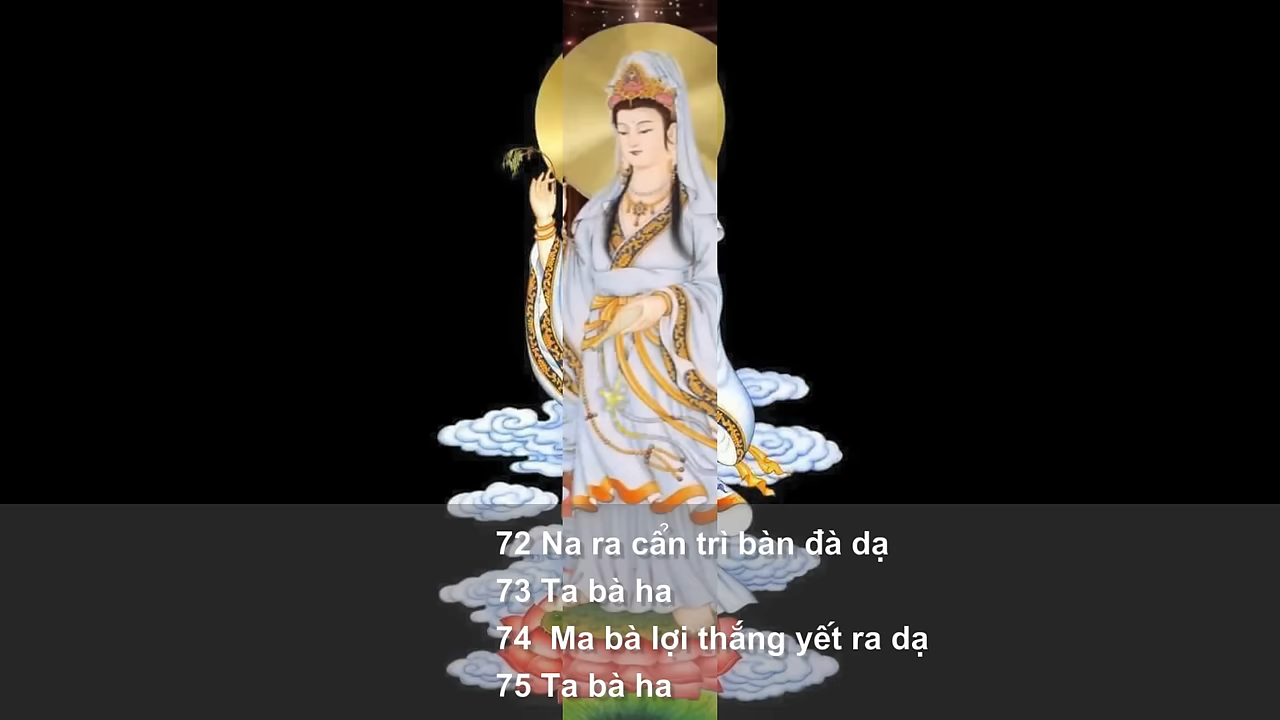 72 Na ra cẩn trì bàn đà dạ
73 Ta bà ha
74  Ma bà lợi thắng yết ra dạ
75 Ta bà ha